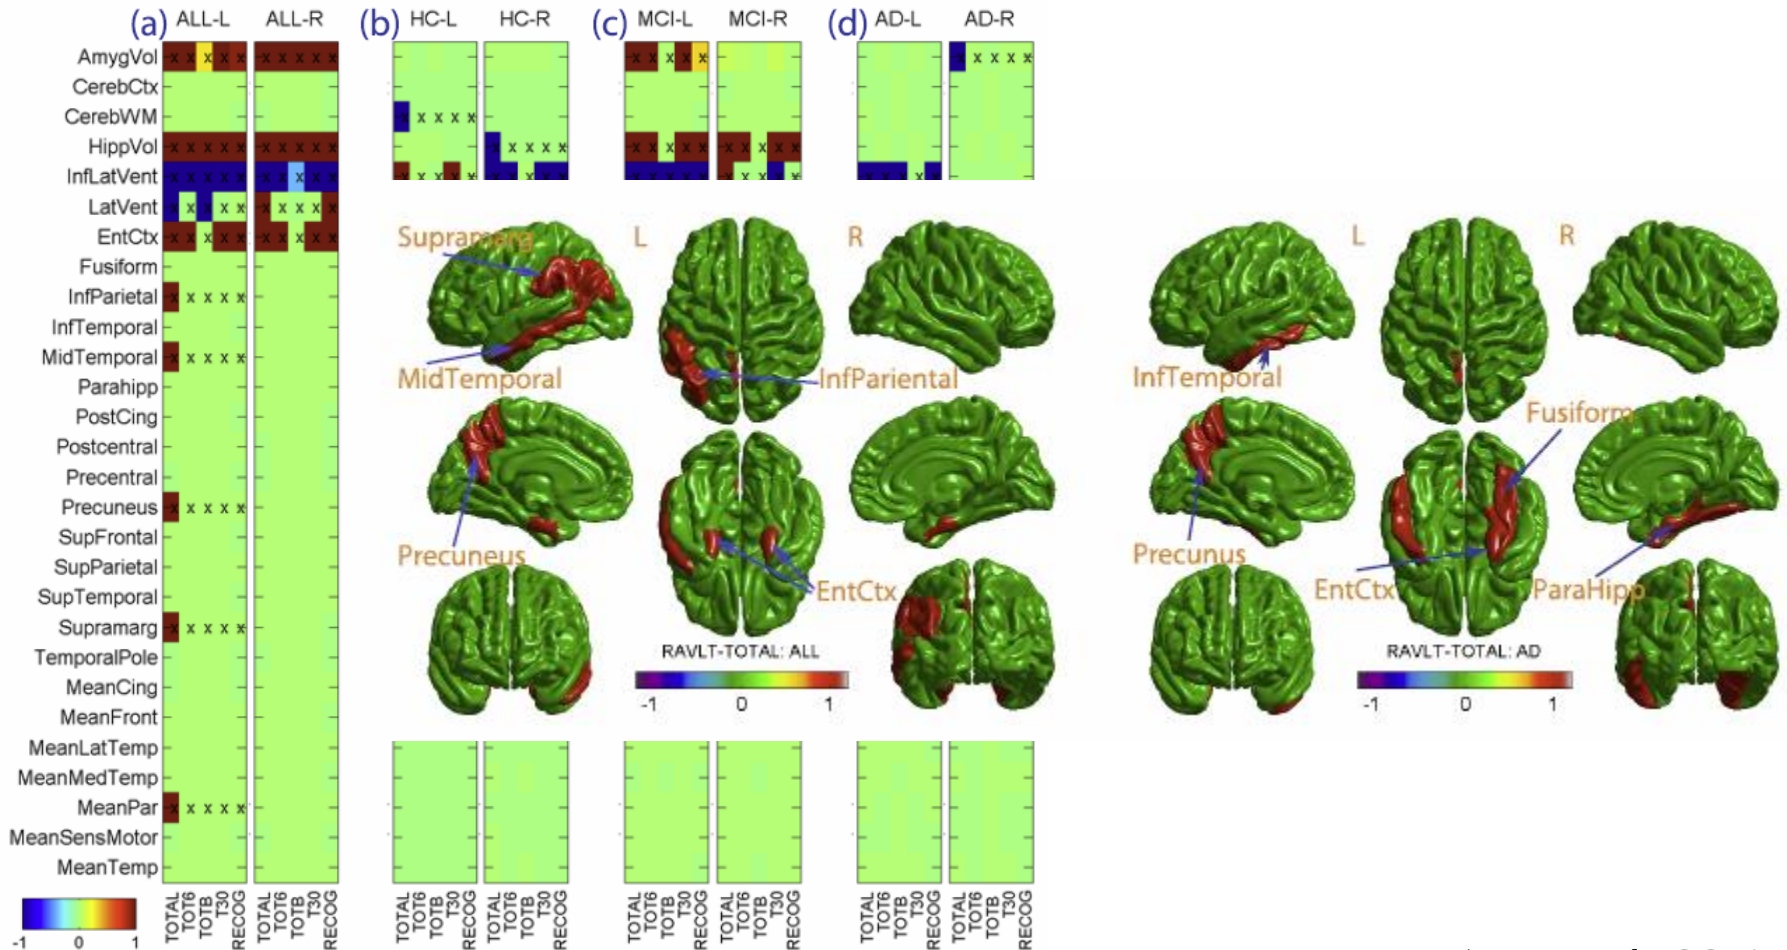 (a) ALL-L ALL-R (b) HC-L HC-R (c) MCI-L MCI-R (d) AD-L AD-R
AmygVol
CerebCtx
CerebWM
HippVol
InfLatVent
LatVent
EntCtx
Fusiform
InfParietal
InfTemporal
MidTemporal
Parahipp
PostCing
Postcentral
Precentral
Precuneus
SupFrontal
SupParietal
SupTemporal
Supramarg
TemporalPole
MeanCing
MeanFront
MeanLatTemp
MeanMedTemp
MeanPar
MeanSensMotor
MeanTemp
Supramarg L R
MidTemporal InfPariental
Precuneus
EntCtx
RAVLT-TOTAL: ALL
-1 0 1
L R
InfTemporal
Fusiform
Precunus
EntCtx ParaHipp
RAVLT-TOTAL: AD
-1 0 1
TOTAL TOT6 TOTB T30 RECOG TOTAL TOT6 TOTB T30 RECOG TOTAL TOT6 TOTB T30 RECOG TOTAL TOT6 TOTB T30 RECOG TOTAL TOT6 TOTB T30 RECOG TOTAL TOT6 TOTB T30 RECOG TOTAL TOT6 TOTB T30 RECOG TOTAL TOT6 TOTB T30 RECOG
-1 0 1